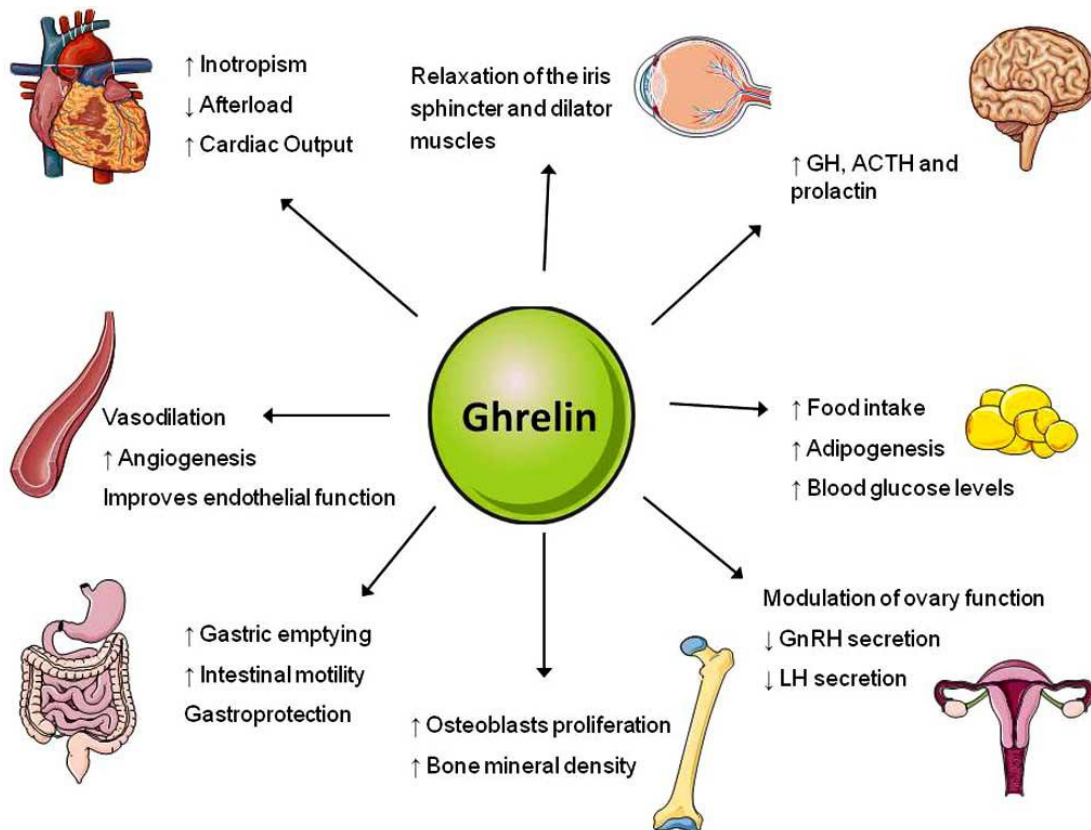 ↑ Inotropism
↓ Afterload
↑ Cardiac Output
Relaxation of the iris
sphincter and dilator
muscles
↑ GH, ACTH and
prolactin
Ghrelin
Vasodilation
↑ Angiogenesis
Improves endothelial function
↑ Food intake
↑ Adipogenesis
↑ Blood glucose levels
↑ Gastric emptying
↑ Intestinal motility
Gastroprotection
↑ Osteoblasts proliferation
↑ Bone mineral density
Modulation of ovary function
↓ GnRH secretion
↓ LH secretion